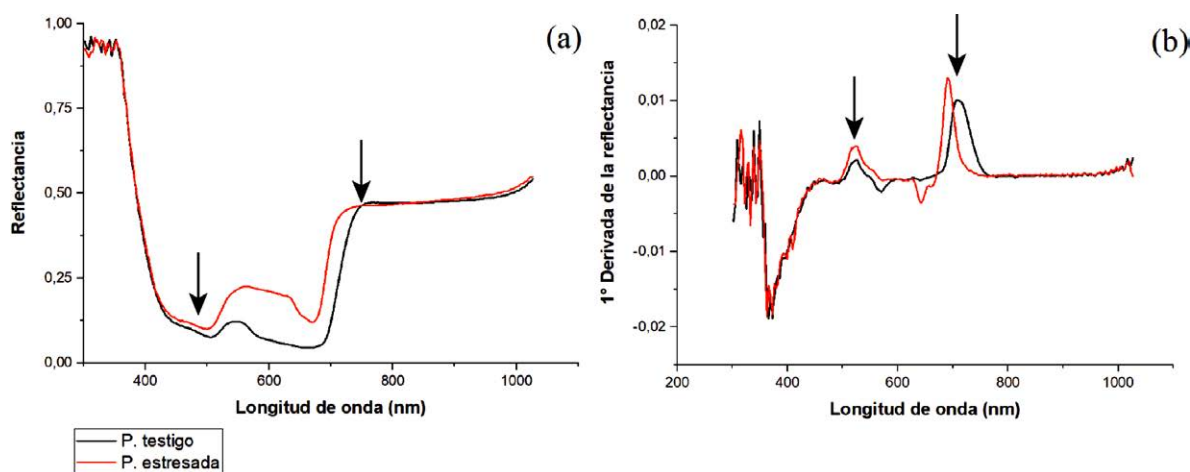 (a)
Reflectancia
1,00
0,75
0,50
0,25
0,00
400 600 800 1000
Longitud de onda (nm)
P. testigo
P. estresada
(b)
1° Derivada de la reflectancia
0,02
0,01
0,00
-0,01
-0,02
200 400 600 800 1000
Longitud de onda (nm)